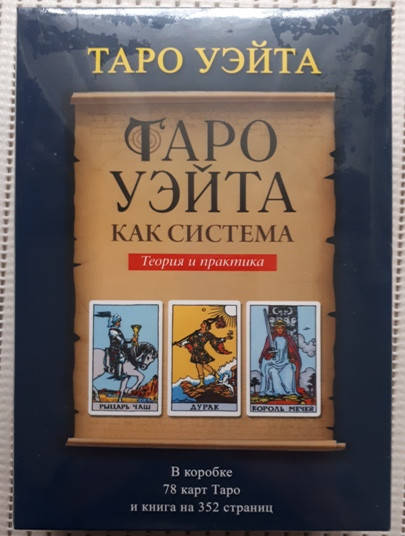 ТАРО УЭЙТА
ТАРО
УЭЙТА
КАК СИСТЕМА
Теория и практика
РЫЦАРЬ ЧАШ
ДУРАК
КОРОЛЬ МЕЧЕЙ
В коробке
78 карт Таро
и книга на 352 страниц